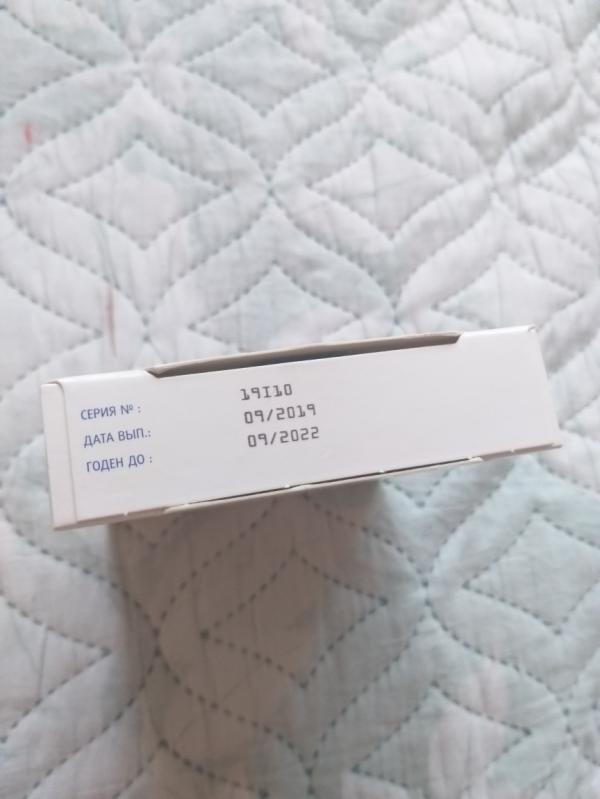 СЕРИЯ № : 19I10
ДАТА ВЫП.: 09/2019
ГОДЕН ДО : 09/2022